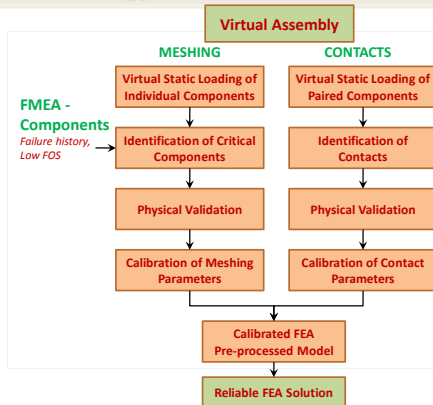 Virtual Assembly
MESHING
CONTACTS
Virtual Static Loading of
Individual Components
Virtual Static Loading of
Paired Components
FMEA -
Components
Failure history,
Low FOS
Identification of Critical
Components
Identification of
Contacts
Physical Validation
Physical Validation
Calibration of Meshing
Parameters
Calibration of Contact
Parameters
Calibrated FEA
Pre-processed Model
Reliable FEA Solution